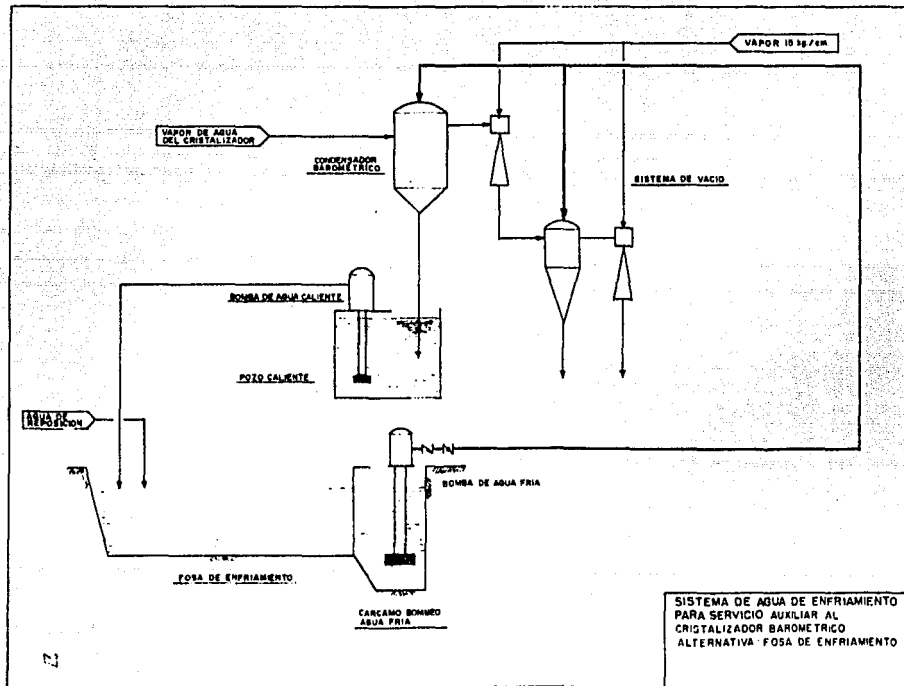 VAPOR 10 kg./cm.
VAPOR DE AGUA
DEL CRISTALIZADOR
CONDENSADOR
BAROMÉTRICO
SISTEMA DE VACIO
BOMBA DE AGUA CALIENTE
POZO CALIENTE
AGUA DE
REPOSICION
BOMBA DE AGUA FRIA
FOSA DE ENFRIAMIENTO
CARCAMO BOMBEO
AGUA FRIA
SISTEMA DE AGUA DE ENFRIAMIENTO
PARA SERVICIO AUXILIAR AL
CRISTALIZADOR BAROMETRICO
ALTERNATIVA: FOSA DE ENFRIAMIENTO